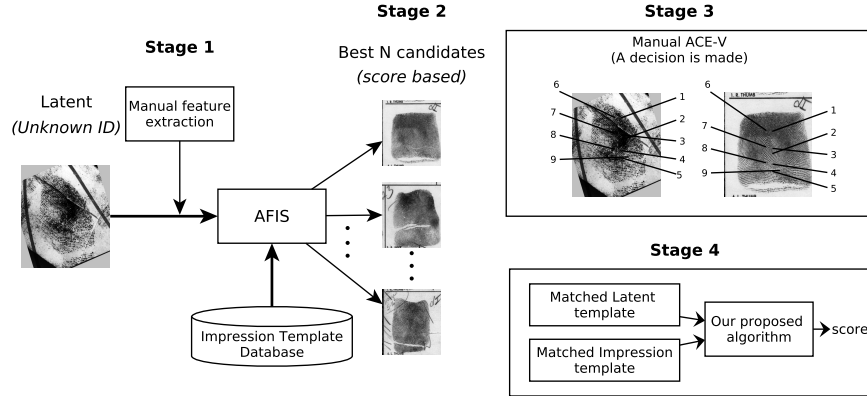 Stage 1
Latent
(Unknown ID)
Manual feature
extraction
AFIS
Impression Template
Database
Stage 2
Best N candidates
(score based)
Stage 3
Manual ACE-V
(A decision is made)
6
7
8
9
1
2
3
4
5
6
7
8
9
1
2
3
4
5
Stage 4
Matched Latent
template
Matched Impression
template
Our proposed
algorithm
score